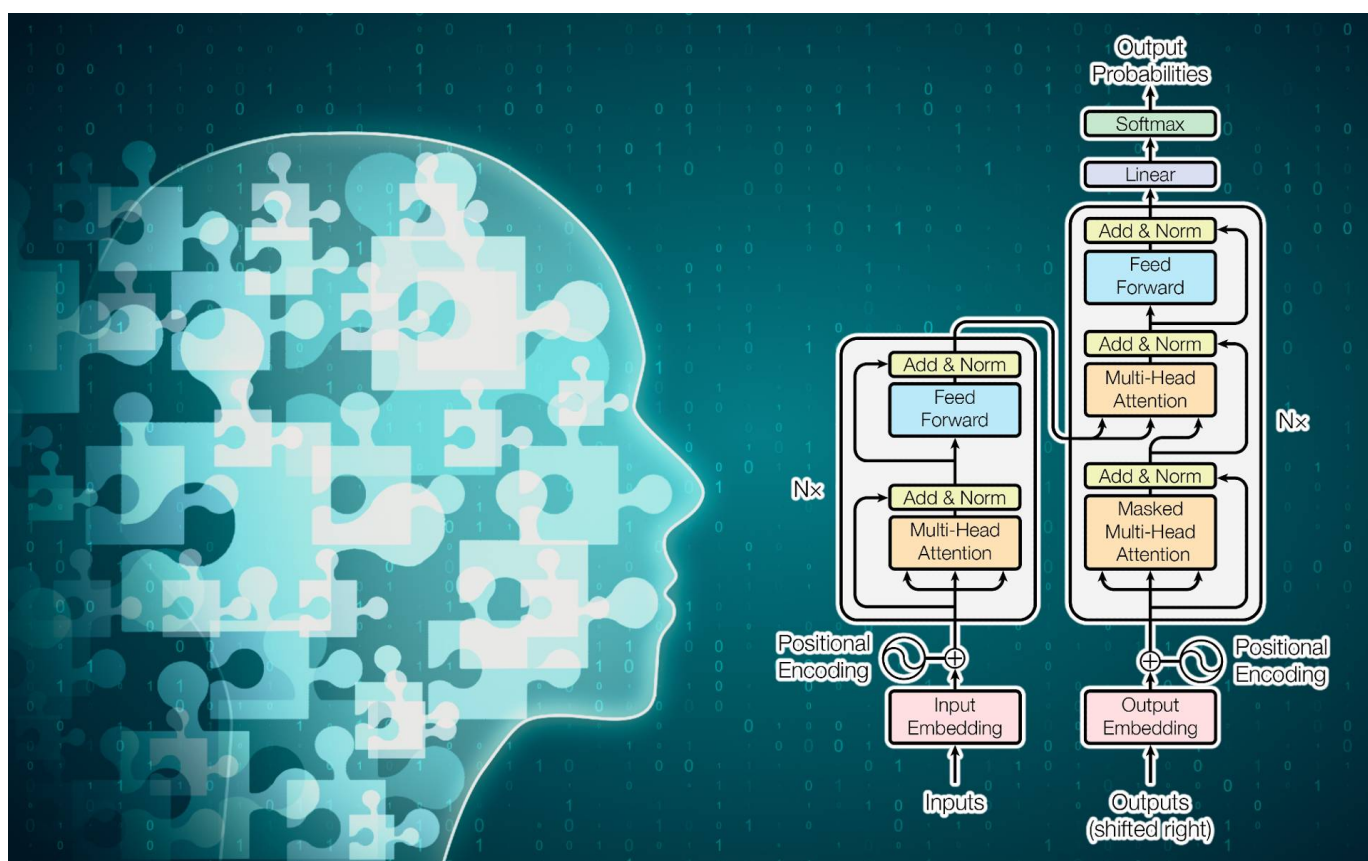 Output
Probabilities
Softmax
Linear
Add & Norm
Feed
Forward
Add & Norm
Multi-Head
Attention
Nx
Add & Norm
Masked
Multi-Head
Attention
Add & Norm
Feed
Forward
Nx
Add & Norm
Multi-Head
Attention
Positional
Encoding
Positional
Encoding
Input
Embedding
Output
Embedding
Inputs
Outputs
(shifted right)